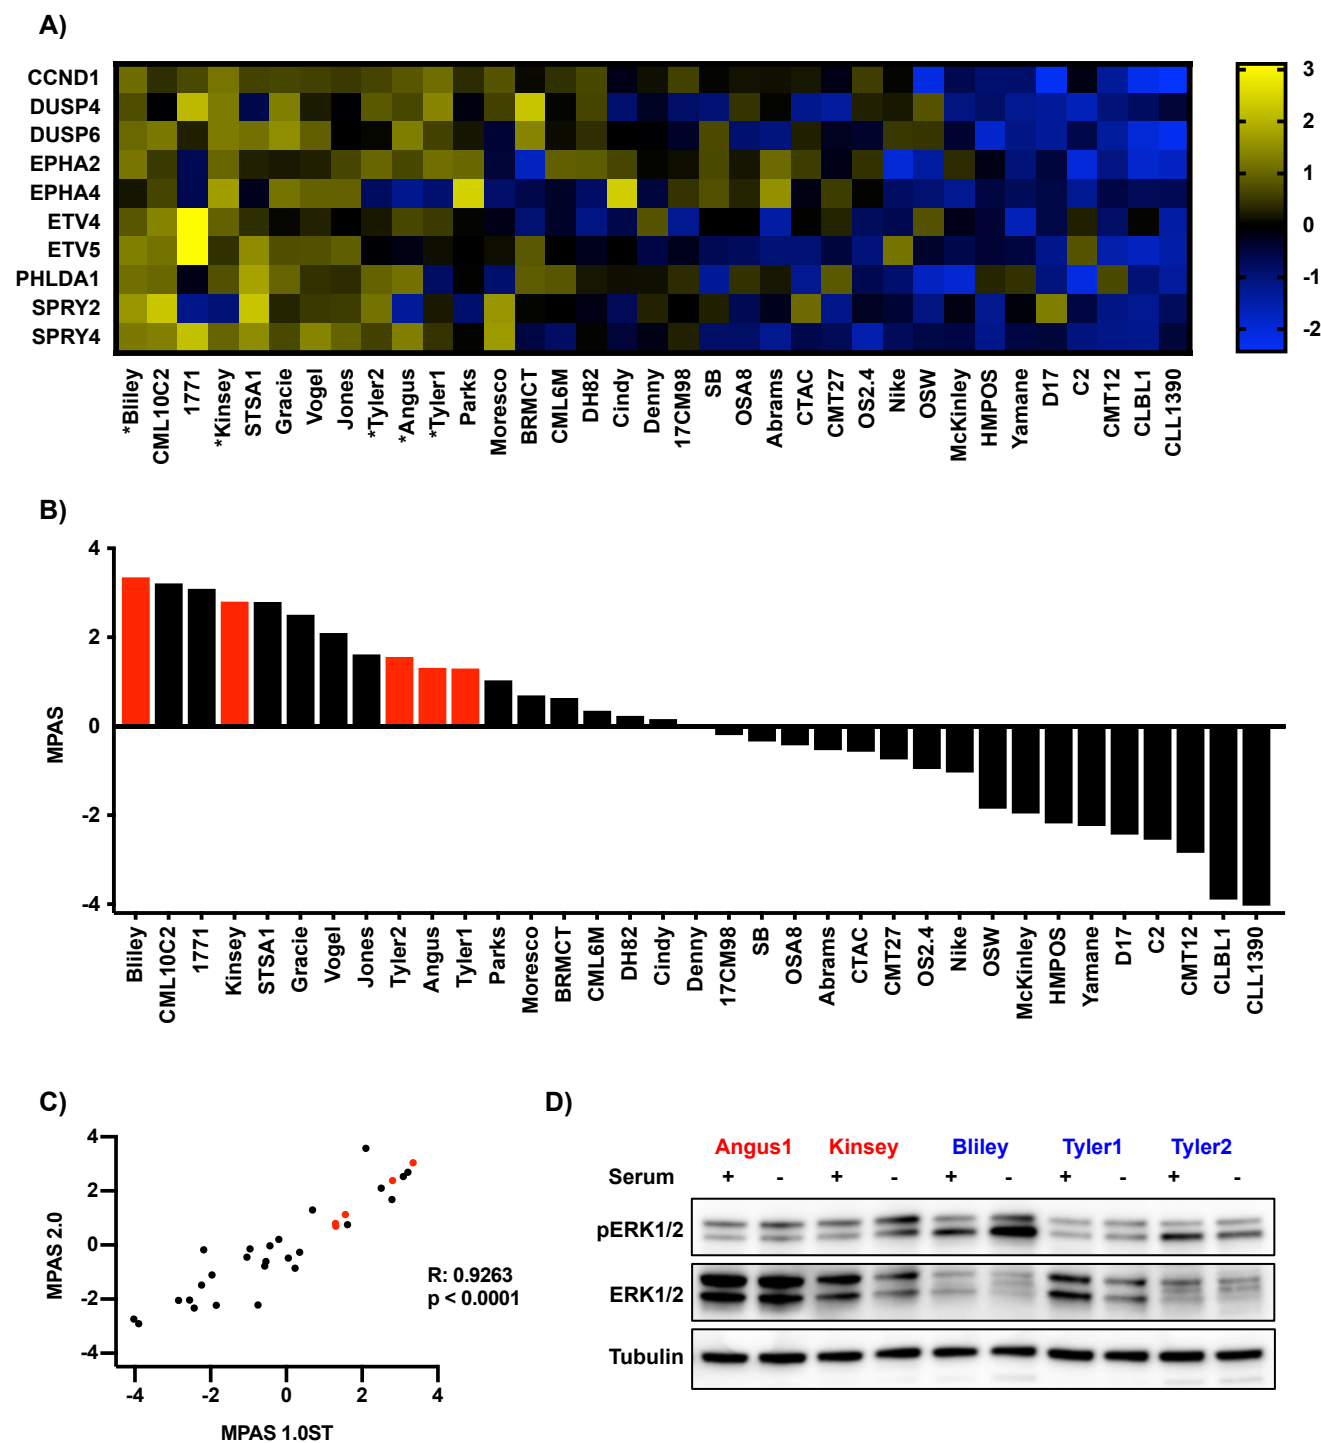 A)
CCND1
DUSP4
DUSP6
EPHA2
EPHA4
ETV4
ETV5
PHLDA1
SPRY2
SPRY4
3
2
1
0
-1
-2
*Bliley
CML10C2
1771
*Kinsey
STSA1
Gracie
Vogel
Jones
*Tyler2
*Angus
*Tyler1
Parks
Moresco
BRMCT
CML6M
DH82
Cindy
Denny
17CM98
SB
OSA8
Abrams
CTAC
CMT27
OS2.4
Nike
OSW
McKinley
HMPOS
Yamane
D17
C2
CMT12
CLBL1
CLL1390
B)
MPAS
4
2
0
-2
-4
Bliley
CML10C2
1771
Kinsey
STSA1
Gracie
Vogel
Jones
Tyler2
Angus
Tyler1
Parks
Moresco
BRMCT
CML6M
DH82
Cindy
Denny
17CM98
SB
OSA8
Abrams
CTAC
CMT27
OS2.4
Nike
OSW
McKinley
HMPOS
Yamane
D17
C2
CMT12
CLBL1
CLL1390
C)
MPAS 2.0
4
2
0
-2
-4
R: 0.9263
p < 0.0001
-4 -2 0 2 4
MPAS 1.0ST
D)
Angus1 Kinsey Bliley Tyler1 Tyler2
Serum + - + - + - + - + -
pERK1/2
ERK1/2
Tubulin